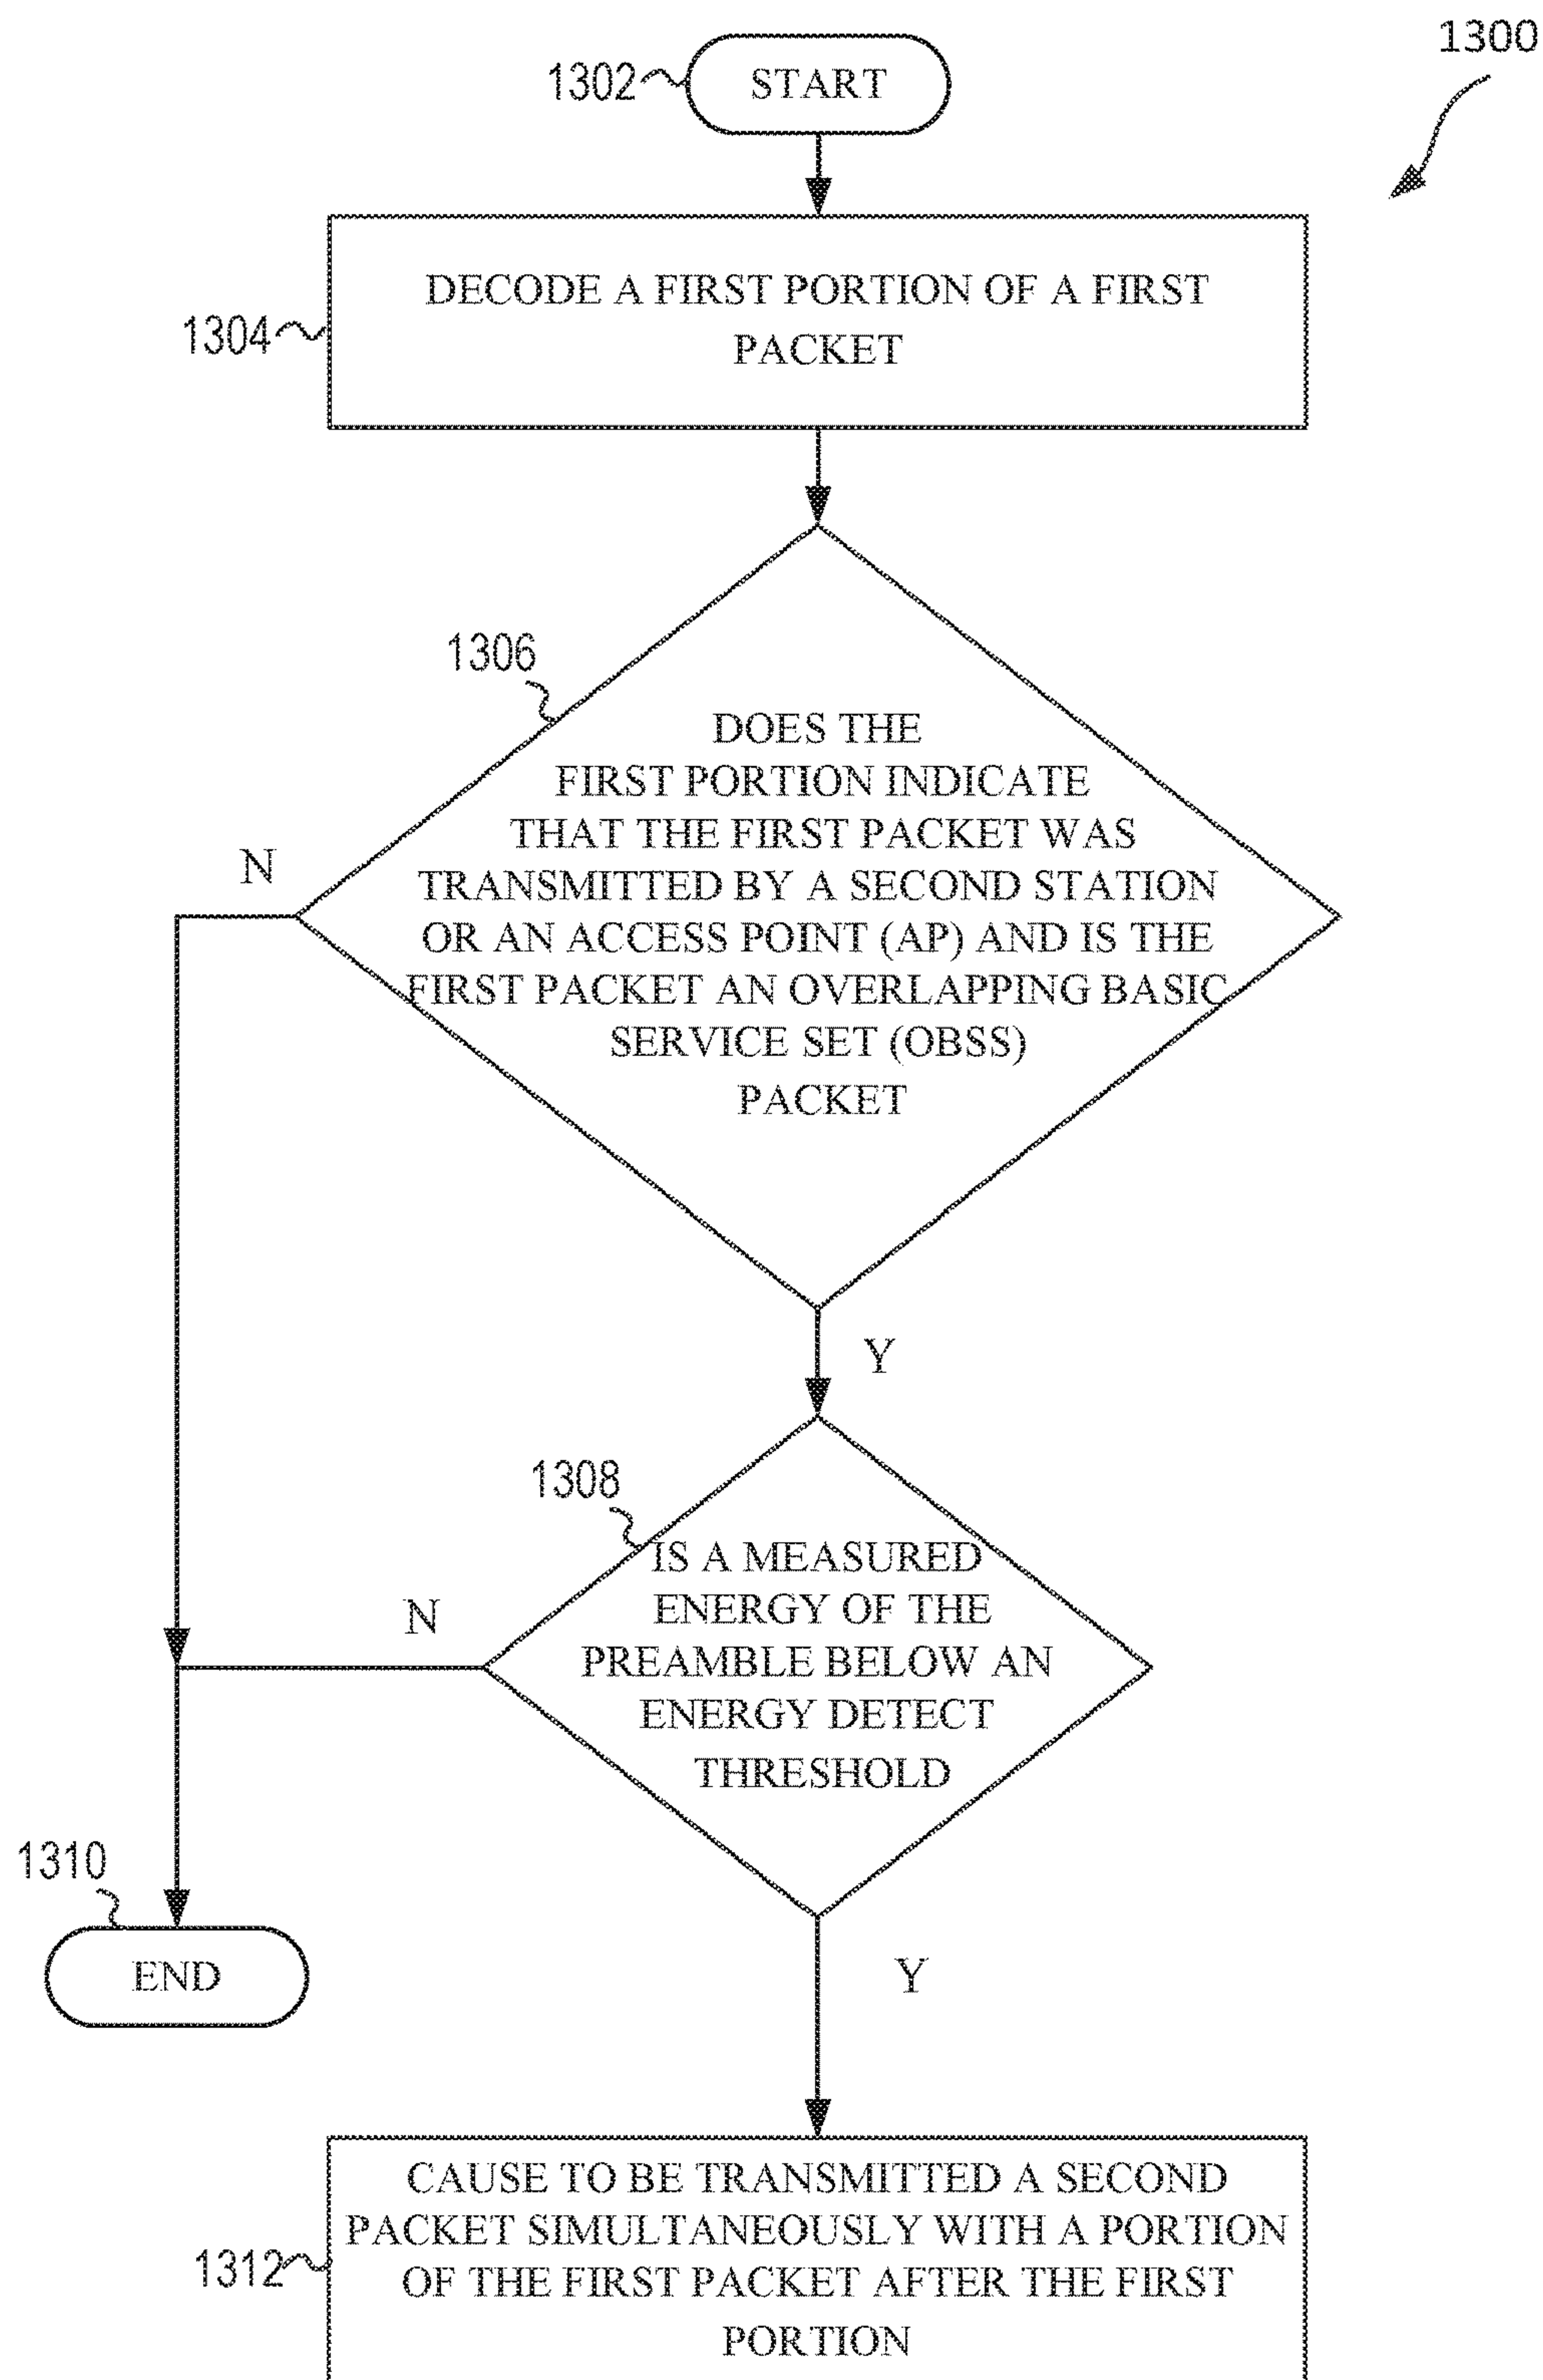 1300
1302
START
1304
DECODE A FIRST PORTION OF A FIRST
PACKET
1306
DOES THE
FIRST PORTION INDICATE
THAT THE FIRST PACKET WAS
TRANSMITTED BY A SECOND STATION
OR AN ACCESS POINT (AP) AND IS THE
FIRST PACKET AN OVERLAPPING BASIC
SERVICE SET (OBSS)
PACKET
N
Y
1308
IS A MEASURED
ENERGY OF THE
PREAMBLE BELOW AN
ENERGY DETECT
THRESHOLD
N
1310
END
Y
1312
CAUSE TO BE TRANSMITTED A SECOND
PACKET SIMULTANEOUSLY WITH A PORTION
OF THE FIRST PACKET AFTER THE FIRST
PORTION